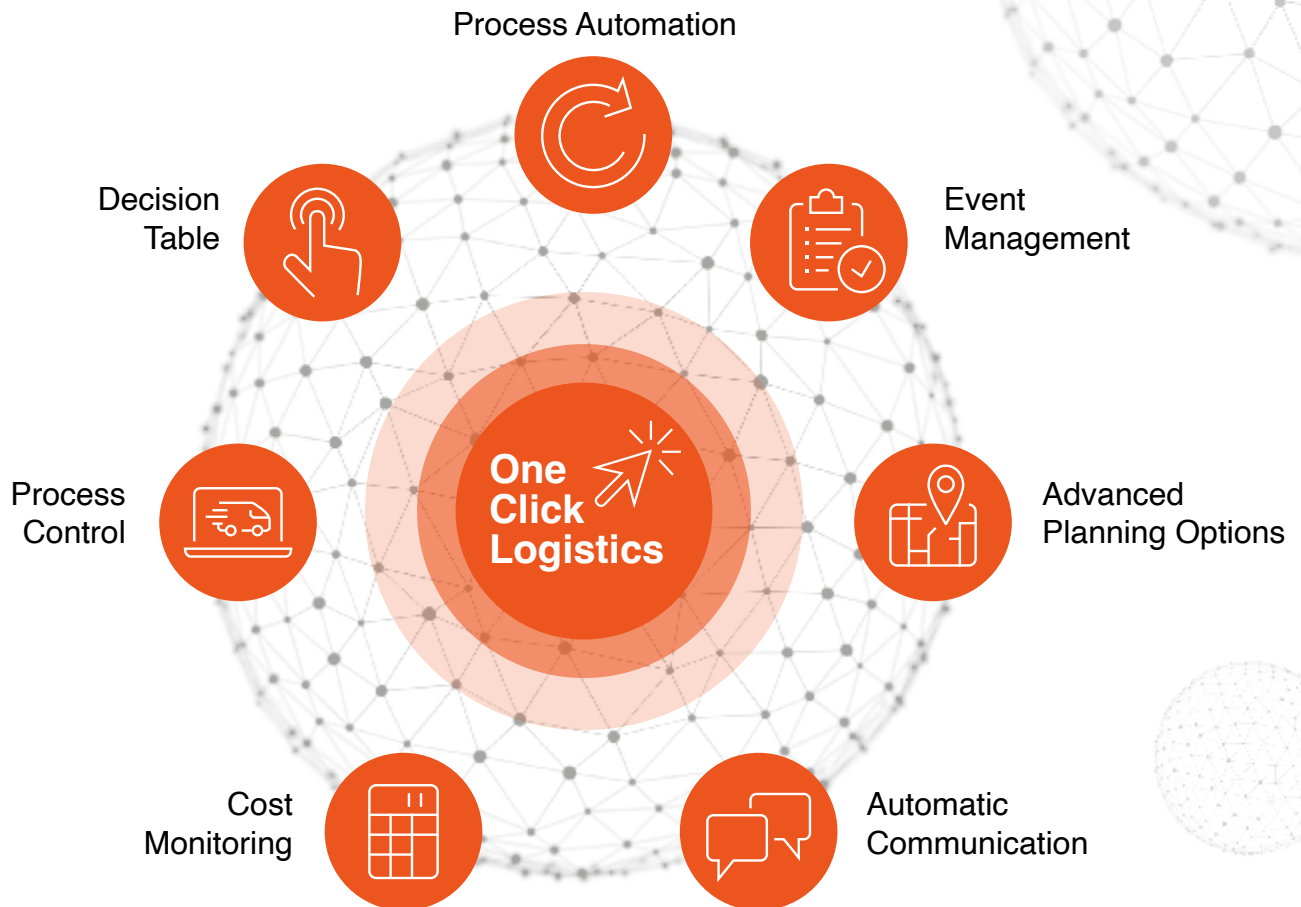 Process Automation
Decision
Table
Event
Management
One
Click
Logistics
Process
Control
Advanced
Planning Options
Cost
Monitoring
Automatic
Communication